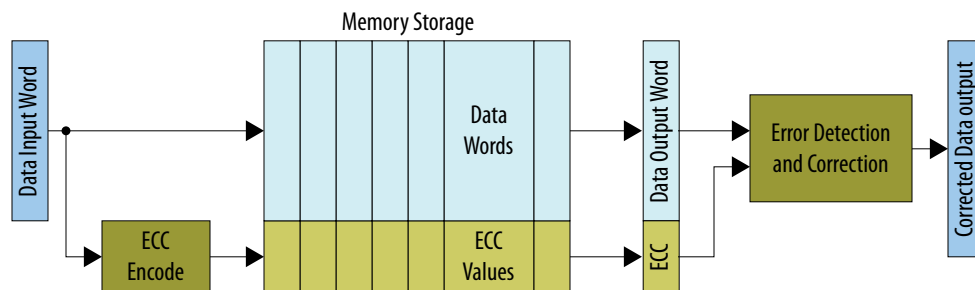 Memory Storage
Data Input Word
Data
Words
Data Output Word
Error Detection
and Correction
Corrected Data output
ECC
Encode
ECC
Values
ECC